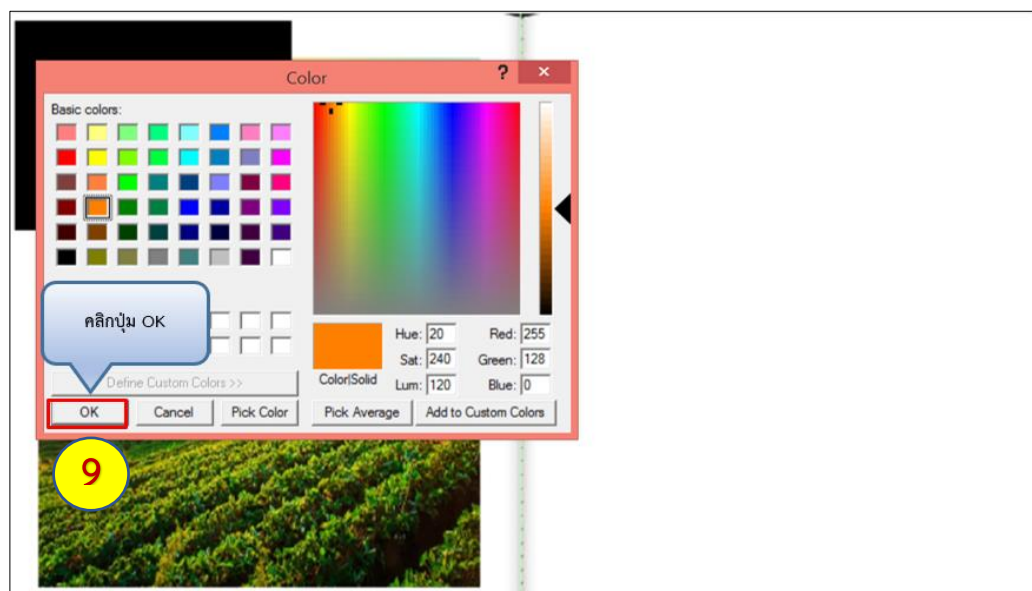 Color
?
×
Basic colors:
คลิกปุ่ม OK
Hue: 20 Red: 255
Sat: 240 Green: 128
Color|Solid Lum: 120 Blue: 0
Define Custom Colors >>
OK Cancel Pick Color Pick Average Add to Custom Colors
9